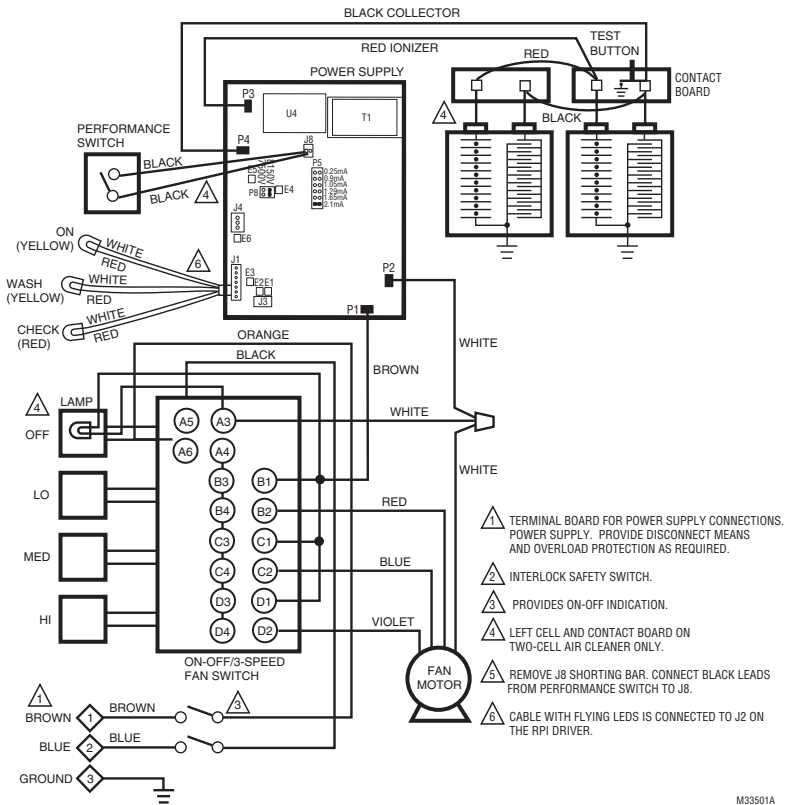 BLACK COLLECTOR
RED IONIZER
TEST
BUTTON
RED
POWER SUPPLY
CONTACT
BOARD
P3
U4
T1
BLACK
4
PERFORMANCE
SWITCH
P4
J8
BLACK
P5
0.25mA
0.9mA
1.05mA
1.29mA
1.65mA
2.1mA
P8
E4
BLACK
4
J4
E6
ON
(YELLOW)
WHITE
RED
6
WASH
(YELLOW)
WHITE
RED
J1
E3
E2E1
J3
P2
CHECK
(RED)
WHITE
RED
P1
ORANGE
WHITE
BLACK
BROWN
4
LAMP
OFF
A5
A3
WHITE
A6
A4
LO
B3
B1
WHITE
B4
B2
RED
MED
C3
C1
C4
C2
BLUE
HI
D3
D1
D4
D2
VIOLET
ON-OFF/3-SPEED
FAN SWITCH
FAN
MOTOR
1 TERMINAL BOARD FOR POWER SUPPLY CONNECTIONS.
POWER SUPPLY. PROVIDE DISCONNECT MEANS
AND OVERLOAD PROTECTION AS REQUIRED.
2 INTERLOCK SAFETY SWITCH.
3 PROVIDES ON-OFF INDICATION.
4 LEFT CELL AND CONTACT BOARD ON
TWO-CELL AIR CLEANER ONLY.
5 REMOVE J8 SHORTING BAR. CONNECT BLACK LEADS
FROM PERFORMANCE SWITCH TO J8.
6 CABLE WITH FLYING LEDS IS CONNECTED TO J2 ON
THE RPI DRIVER.
1
BROWN 1 BROWN
3
BLUE 2 BLUE
GROUND 3
M33501A